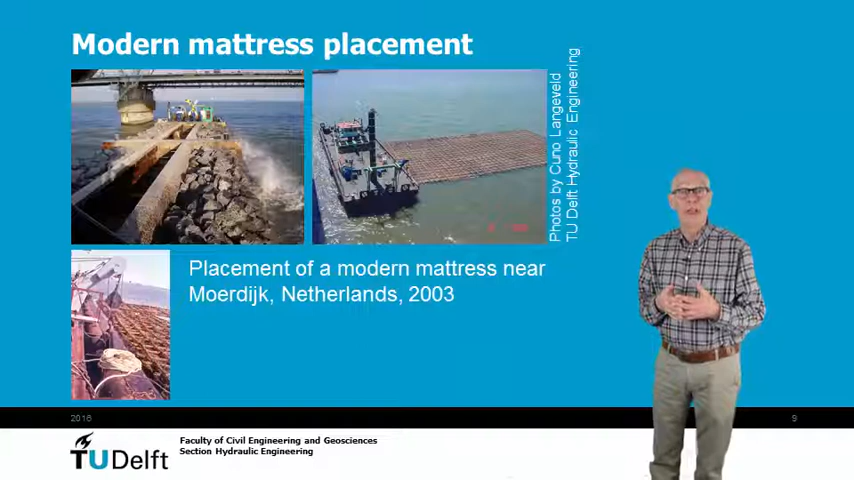 Modern mattress placement
Photos by Cuno Langeveld
TU Delft Hydraulic Engineering
Placement of a modern mattress near
Moerdijk, Netherlands, 2003
2016
9
TUDelft
Faculty of Civil Engineering and Geosciences
Section Hydraulic Engineering